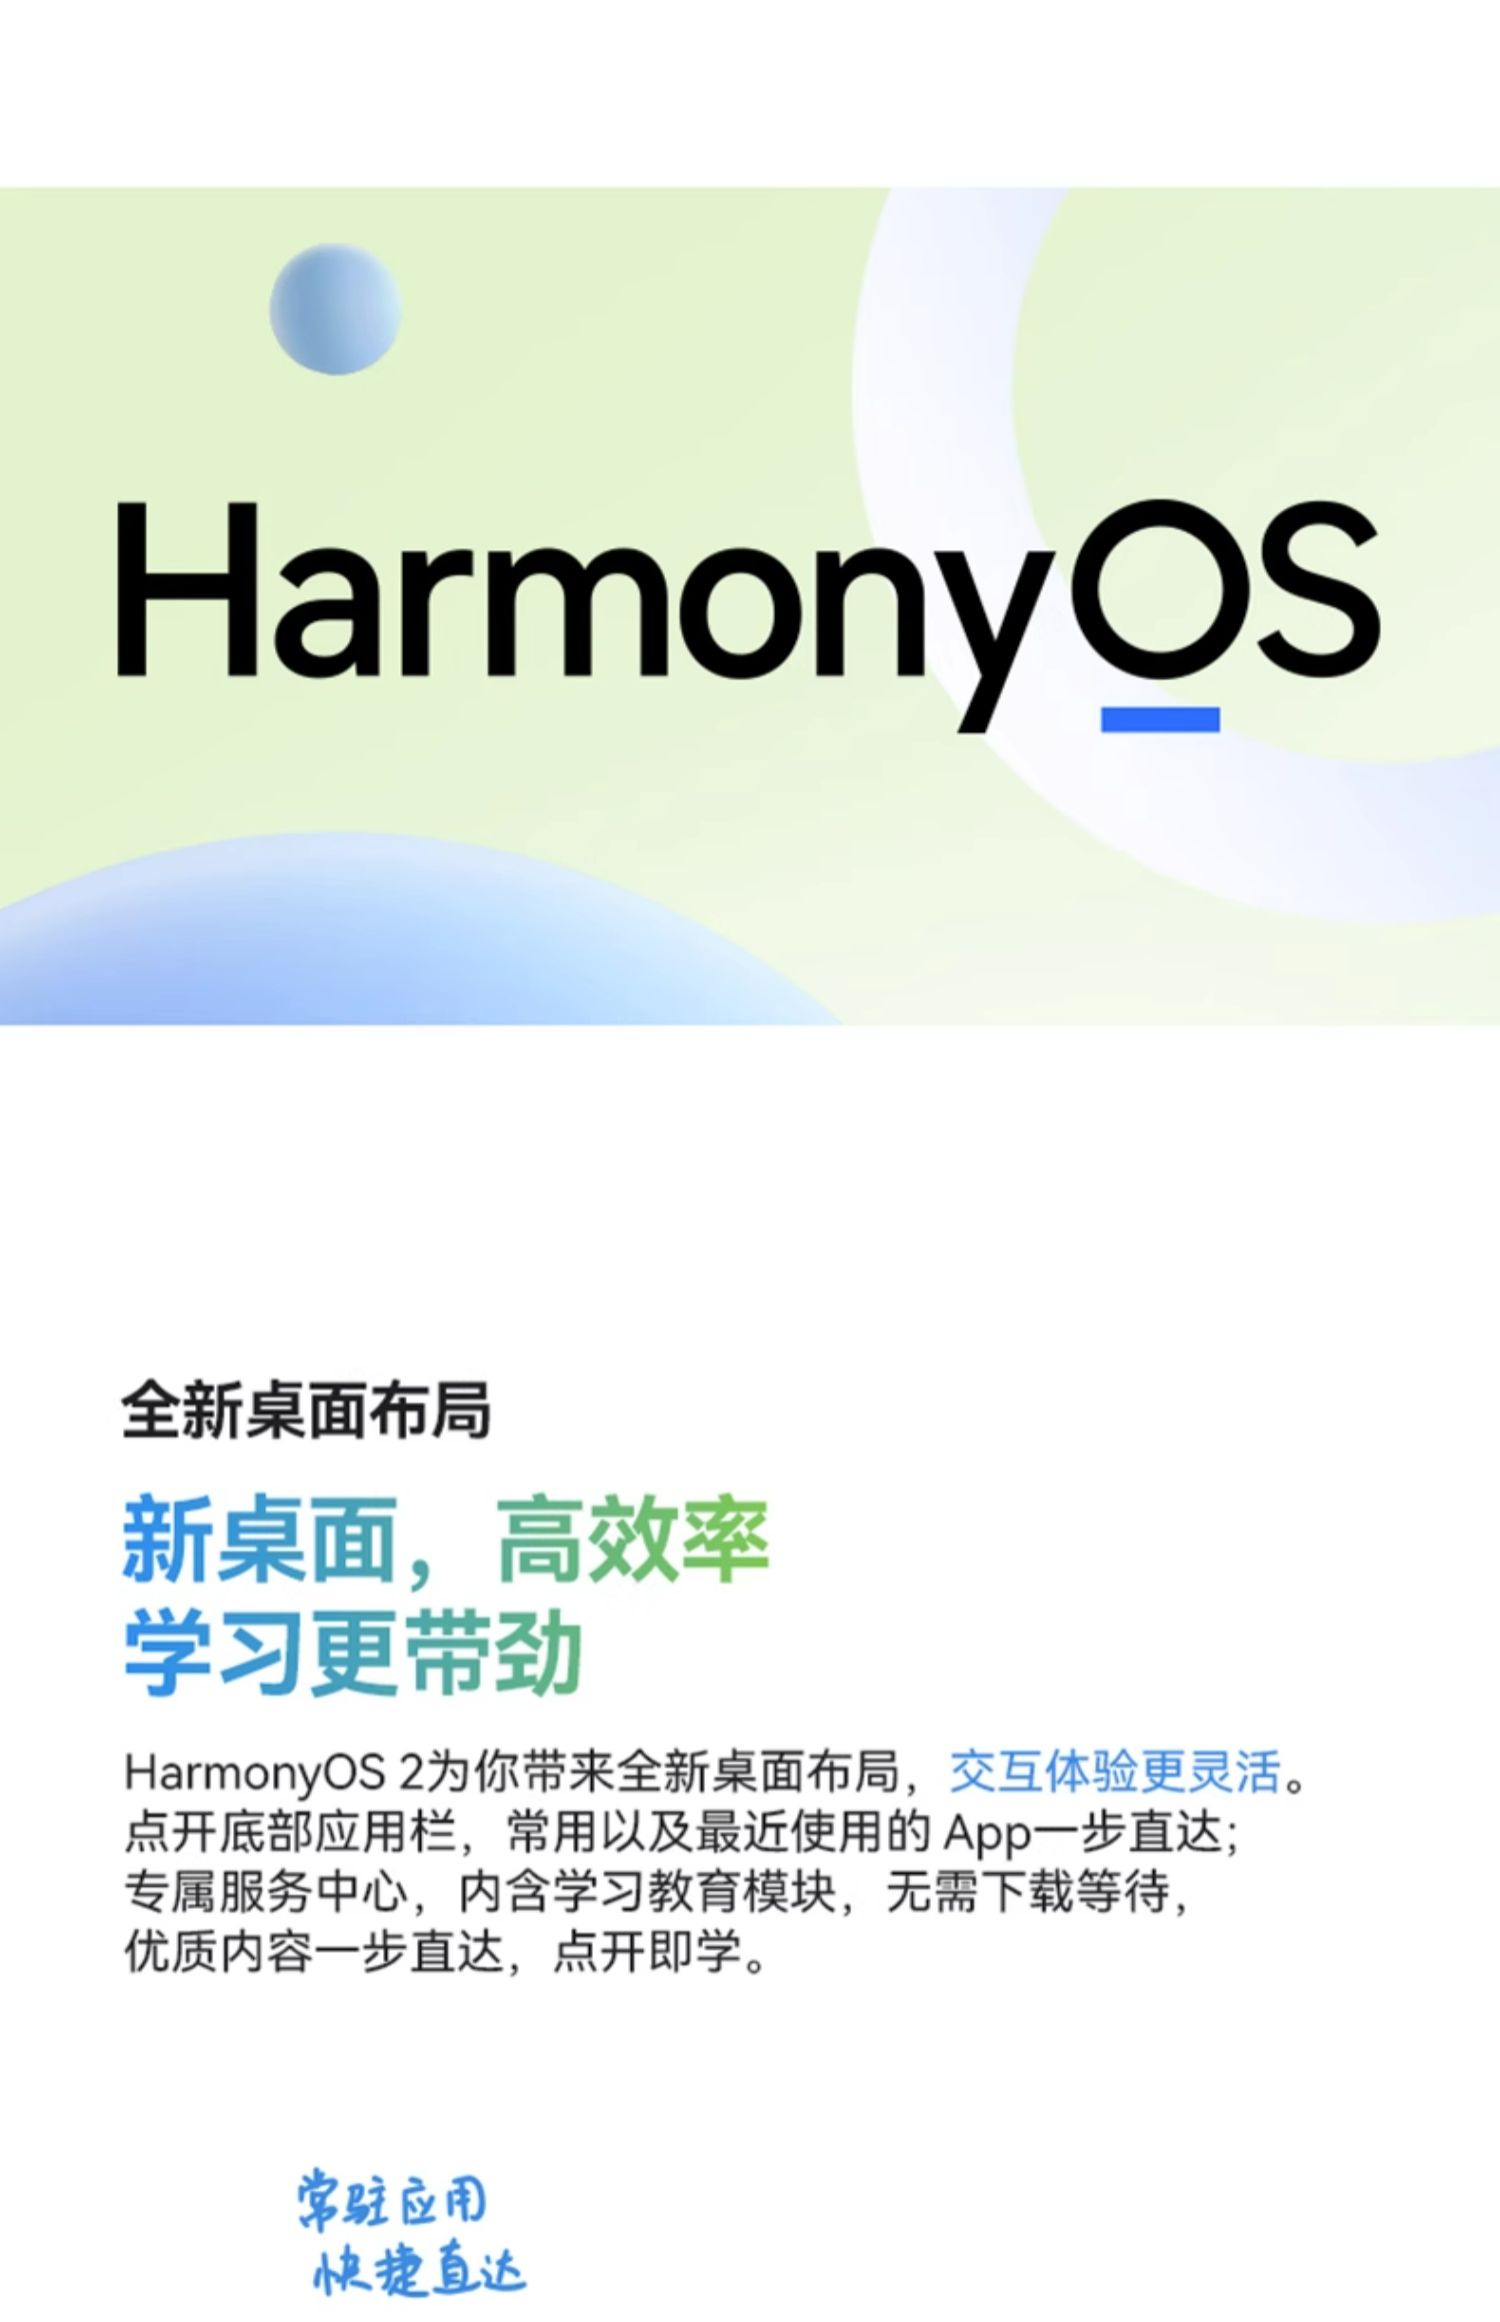 HarmonyOS
全新桌面布局
新桌面，高效率
学习更带劲
HarmonyOS 2为你带来全新桌面布局，交互体验更灵活。
点开底部应用栏，常用以及最近使用的 App一步直达；
专属服务中心，内含学习教育模块，无需下载等待，
优质内容一步直达，点开即学。
常驻应用
快捷直达